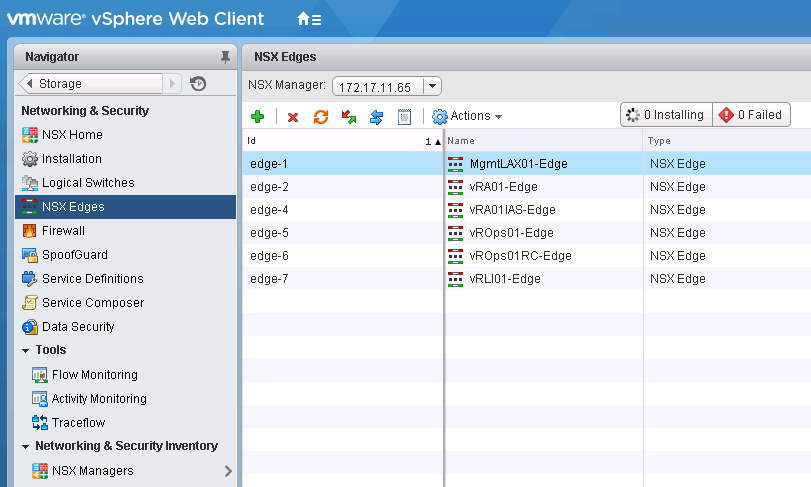 vmware® vSphere Web Client
Navigator
Storage
Networking & Security
NSX Home
Installation
Logical Switches
NSX Edges
Firewall
SpoofGuard
Service Definitions
Service Composer
Data Security
Tools
Flow Monitoring
Activity Monitoring
Traceflow
Networking & Security Inventory
NSX Managers
NSX Edges
NSX Manager: 172.17.11.65
Actions 0 Installing 0 Failed
Id 1 Name Type
edge-1 MgmtLAX01-Edge NSX Edge
edge-2 vRA01-Edge NSX Edge
edge-4 vRA01IAS-Edge NSX Edge
edge-5 vROps01-Edge NSX Edge
edge-6 vROps01RC-Edge NSX Edge
edge-7 vRLI01-Edge NSX Edge